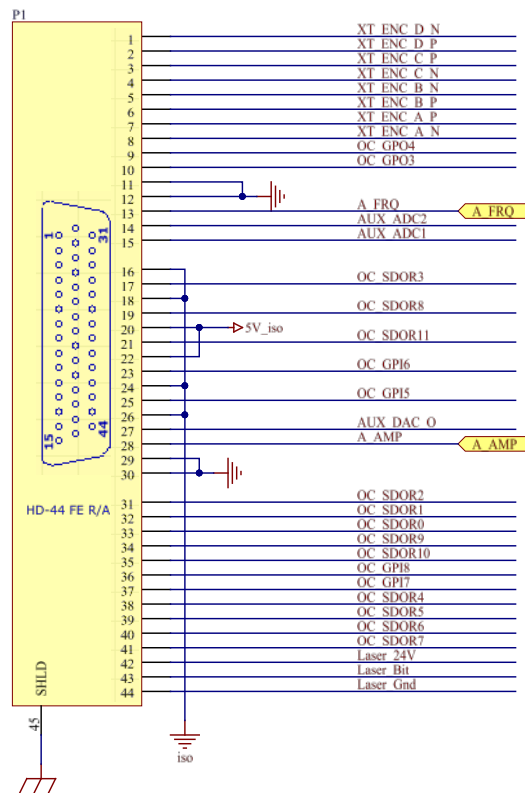 P1
1 XT_ENC_D_N
2 XT_ENC_D_P
3 XT_ENC_C_P
4 XT_ENC_C_N
5 XT_ENC_B_N
6 XT_ENC_B_P
7 XT_ENC_A_P
8 XT_ENC_A_N
9 OC_GPO4
10 OC_GPO3
11
12
13 A_FRQ A_FRQ
14 AUX_ADC2
15 AUX_ADC1
16
17 OC_SDOR3
18
19 OC_SDOR8
20 5V_iso
21 OC_SDOR11
22
23 OC_GPI6
24
25 OC_GPI5
26
27 AUX_DAC_O
28 A_AMP A_AMP
29
30
1 31
15 44
HD-44 FE R/A
31 OC_SDOR2
32 OC_SDOR1
33 OC_SDOR0
34 OC_SDOR9
35 OC_SDOR10
36 OC_GPI8
37 OC_GPI7
38 OC_SDOR4
39 OC_SDOR5
40 OC_SDOR6
41 OC_SDOR7
42 Laser_24V
43 Laser_Bit
44 Laser_Gnd
SHLD
45
iso